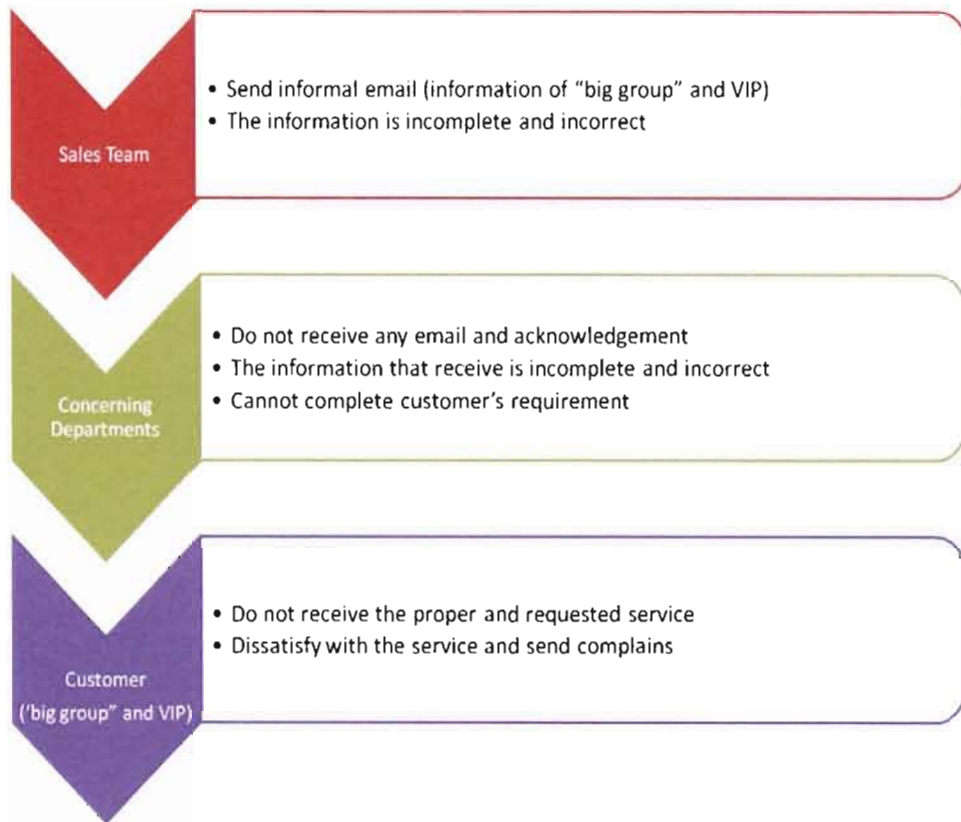 Sales Team
• Send informal email (information of “big group” and VIP)
• The information is incomplete and incorrect
Concerning
Departments
• Do not receive any email and acknowledgement
• The information that receive is incomplete and incorrect
• Cannot complete customer’s requirement
Customer
(‘big group” and VIP)
• Do not receive the proper and requested service
• Dissatisfy with the service and send complains